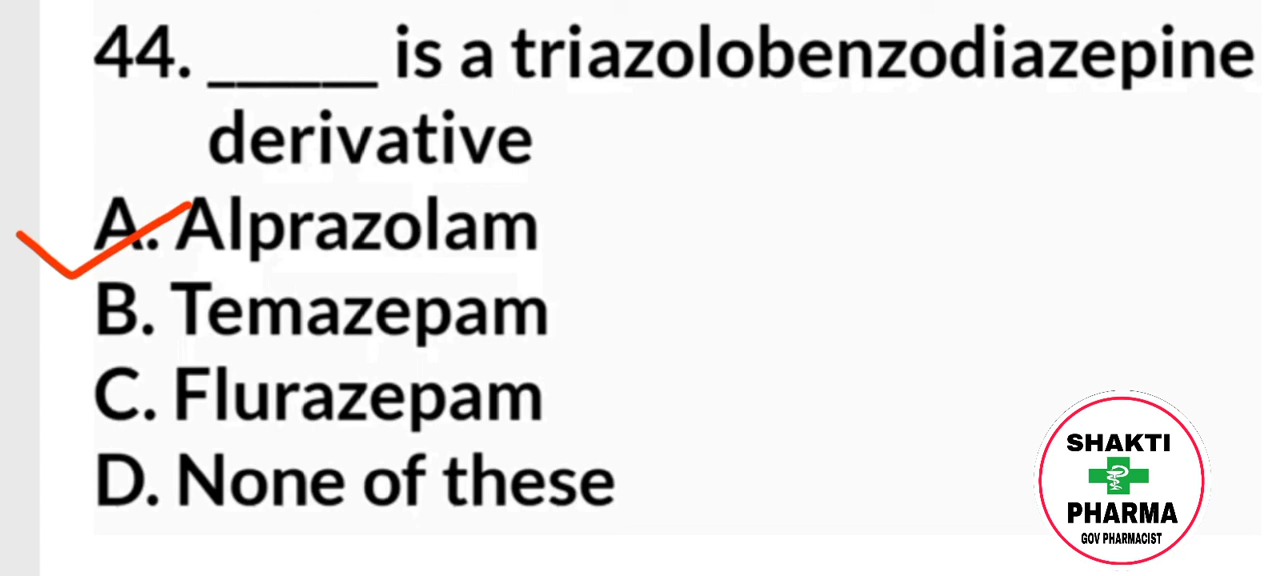 44. _____ is a triazolobenzodiazepine
derivative
A. Alprazolam
B. Temazepam
C. Flurazepam
D. None of these
SHAKTI
PHARMA
GOV PHARMACIST